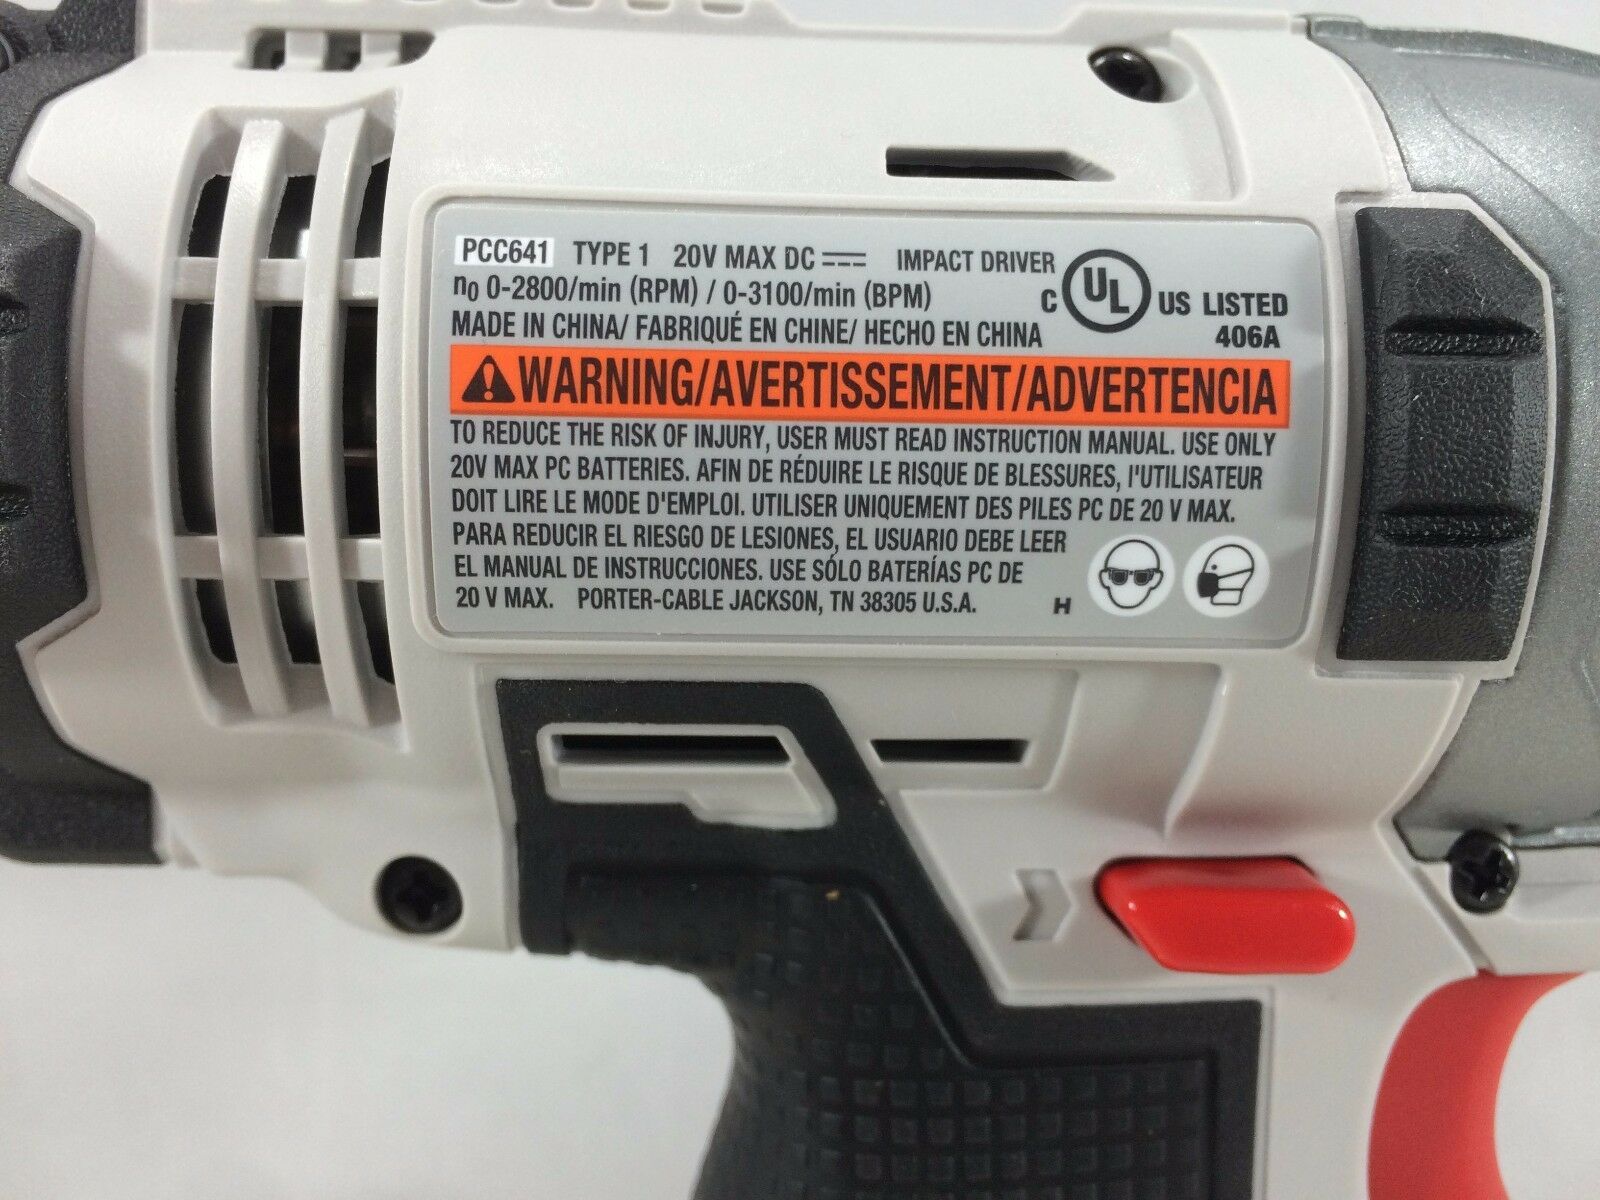 PCC641 TYPE 1 20V MAX DC IMPACT DRIVER
n0 0-2800/min (RPM) / 0-3100/min (BPM)
C UL US LISTED
MADE IN CHINA/ FABRIQUÉ EN CHINE/ HECHO EN CHINA 406A
WARNING/AVERTISSEMENT/ADVERTENCIA
TO REDUCE THE RISK OF INJURY, USER MUST READ INSTRUCTION MANUAL. USE ONLY
20V MAX PC BATTERIES. AFIN DE RÉDUIRE LE RISQUE DE BLESSURES, l'UTILISATEUR
DOIT LIRE LE MODE D'EMPLOI. UTILISER UNIQUEMENT DES PILES PC DE 20 V MAX.
PARA REDUCIR EL RIESGO DE LESIONES, EL USUARIO DEBE LEER
EL MANUAL DE INSTRUCCIONES. USE SÓLO BATERÍAS PC DE
20 V MAX. PORTER-CABLE JACKSON, TN 38305 U.S.A. H